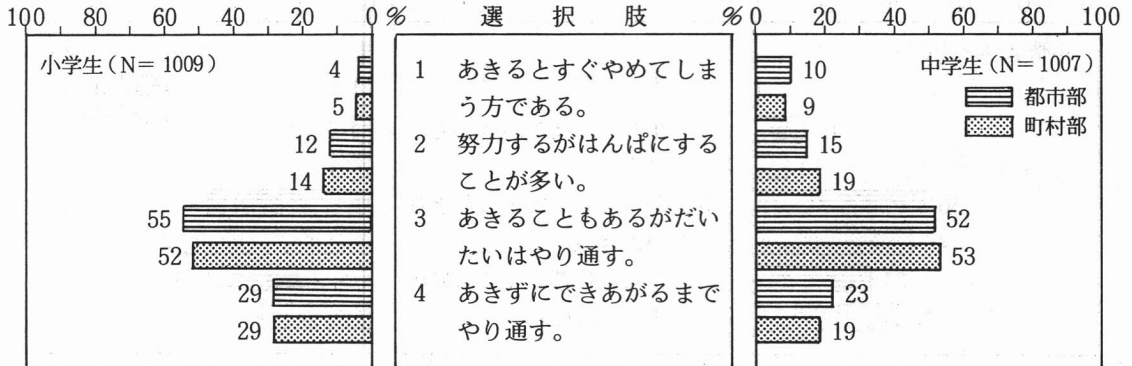 100 80 60 40 20 0 % 選択肢 % 0 20 40 60 80 100
小学生(N= 1009)
中学生(N=1007)
都市部
町村部
4 1 あきるとすぐやめてしま 10
5 う方である。 9
12 2 努力するがはんぱにする 15
14 ことが多い。 19
55 3 あきることもあるがだい 52
52 たいはやり通す。 53
29 4 あきずにできあがるまで 23
29 やり通す。 19